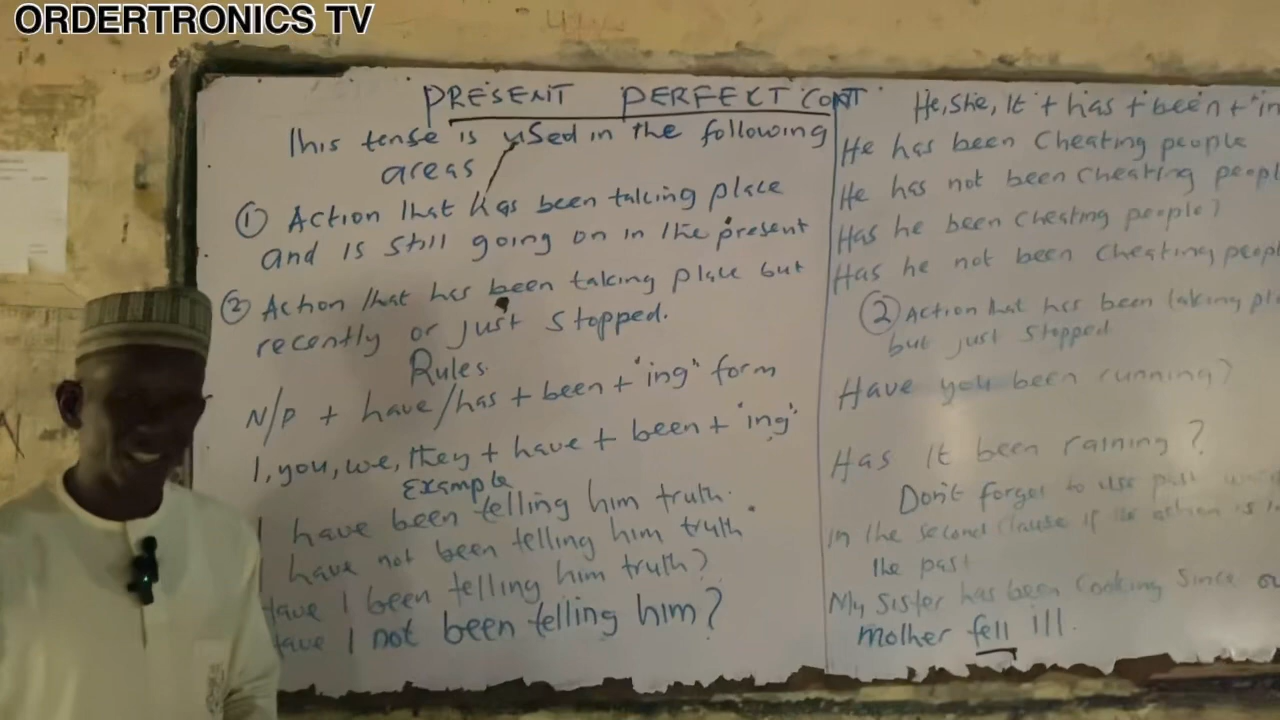 ORDERTRONICS TV
PRESENT PERFECT CONT
This tense is used in the following
areas
① Action that has been taking place
and is still going on in the present
② Action that has been taking place but
recently or just stopped.
Rules.
N/P + have/has + been + "ing" form
I, you, we, they + have + been + "ing"
Example
I have been telling him truth.
have not been telling him truth
Have I been telling him truth?
Have I not been telling him?
He, She, It + has + been + "in
He has been Cheating people
He has not been cheating peopl
Has he been cheating people?
Has he not been cheating peopl
② Action that has been taking pl
but just stopped
Have you been running?
Has it been raining?
Don't forget to use past
in the second clause if the action is in
the past
My Sister has been Cooking Since ou
mother fell ill.